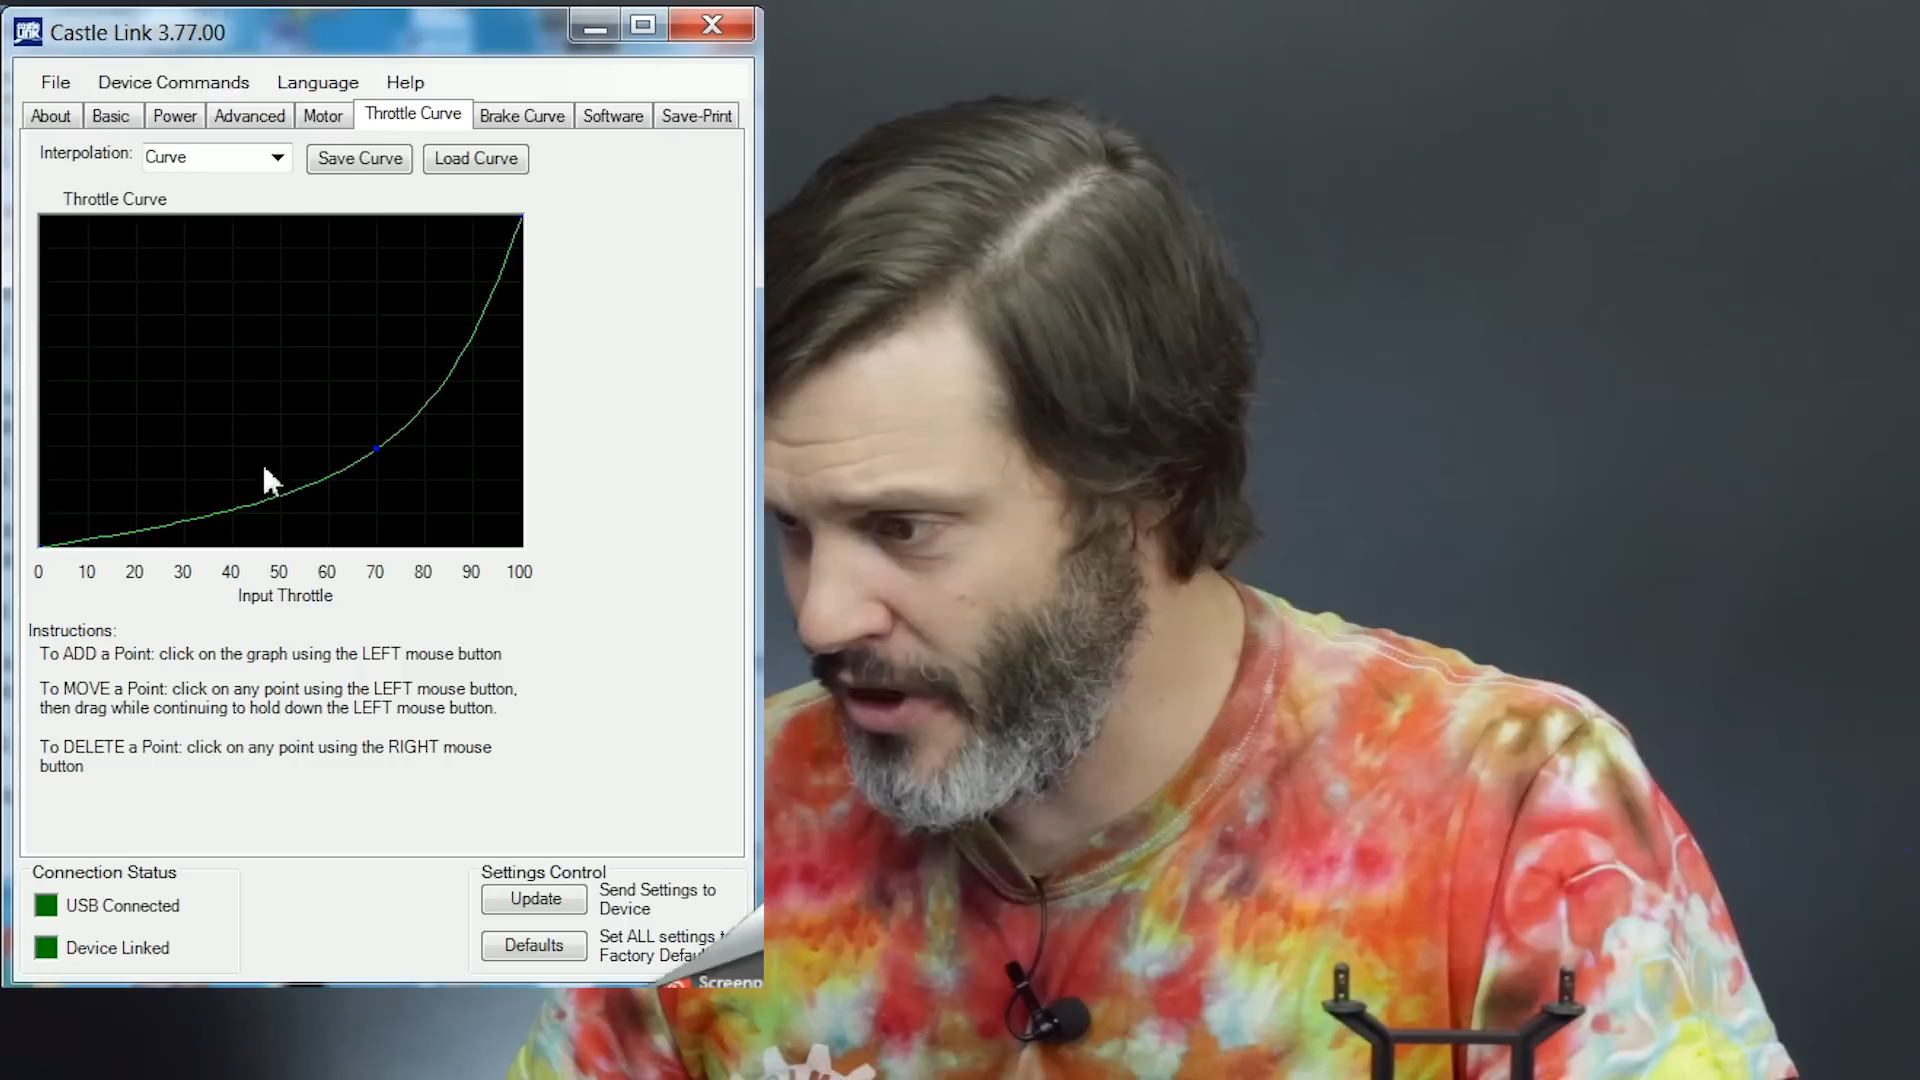 Castle Link 3.77.00
File Device Commands Language Help
About Basic Power Advanced Motor Throttle Curve Brake Curve Software Save-Print
Interpolation: Curve Save Curve Load Curve
Throttle Curve
0 10 20 30 40 50 60 70 80 90 100
Input Throttle
Instructions:
To ADD a Point: click on the graph using the LEFT mouse button
To MOVE a Point: click on any point using the LEFT mouse button,
then drag while continuing to hold down the LEFT mouse button.
To DELETE a Point: click on any point using the RIGHT mouse
button
Connection Status
USB Connected
Device Linked
Settings Control
Update
Send Settings to
Device
Defaults
Set ALL settings
Factory